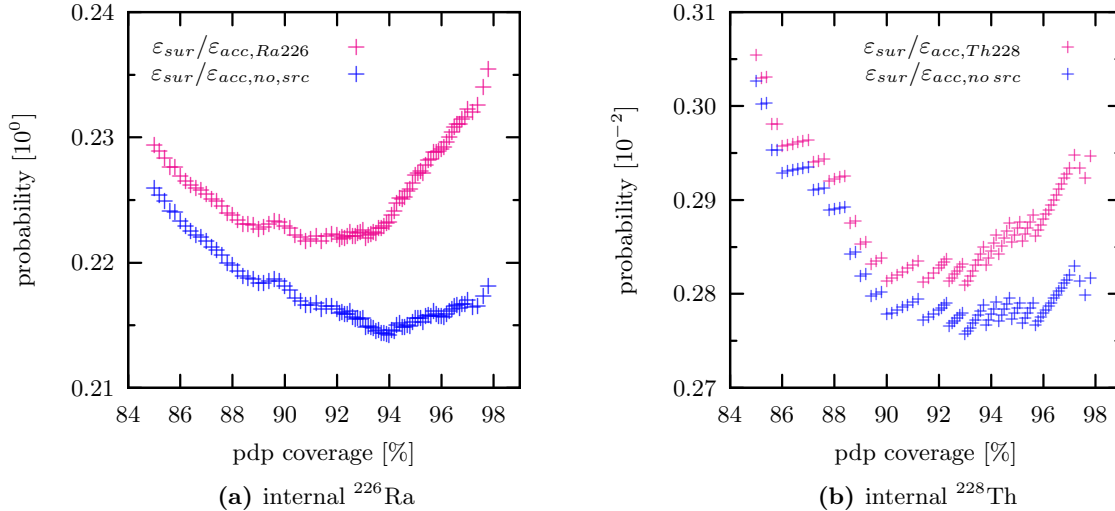 0.24
0.23
0.22
0.21
probability [10⁰]
84 86 88 90 92 94 96 98
pdp coverage [%]
ε_sur/ε_acc,Ra226
ε_sur/ε_acc,no,src
(a) internal ²²⁶Ra
0.31
0.30
0.29
0.28
0.27
probability [10⁻²]
84 86 88 90 92 94 96 98
pdp coverage [%]
ε_sur/ε_acc,Th228
ε_sur/ε_acc,no src
(b) internal ²²⁸Th